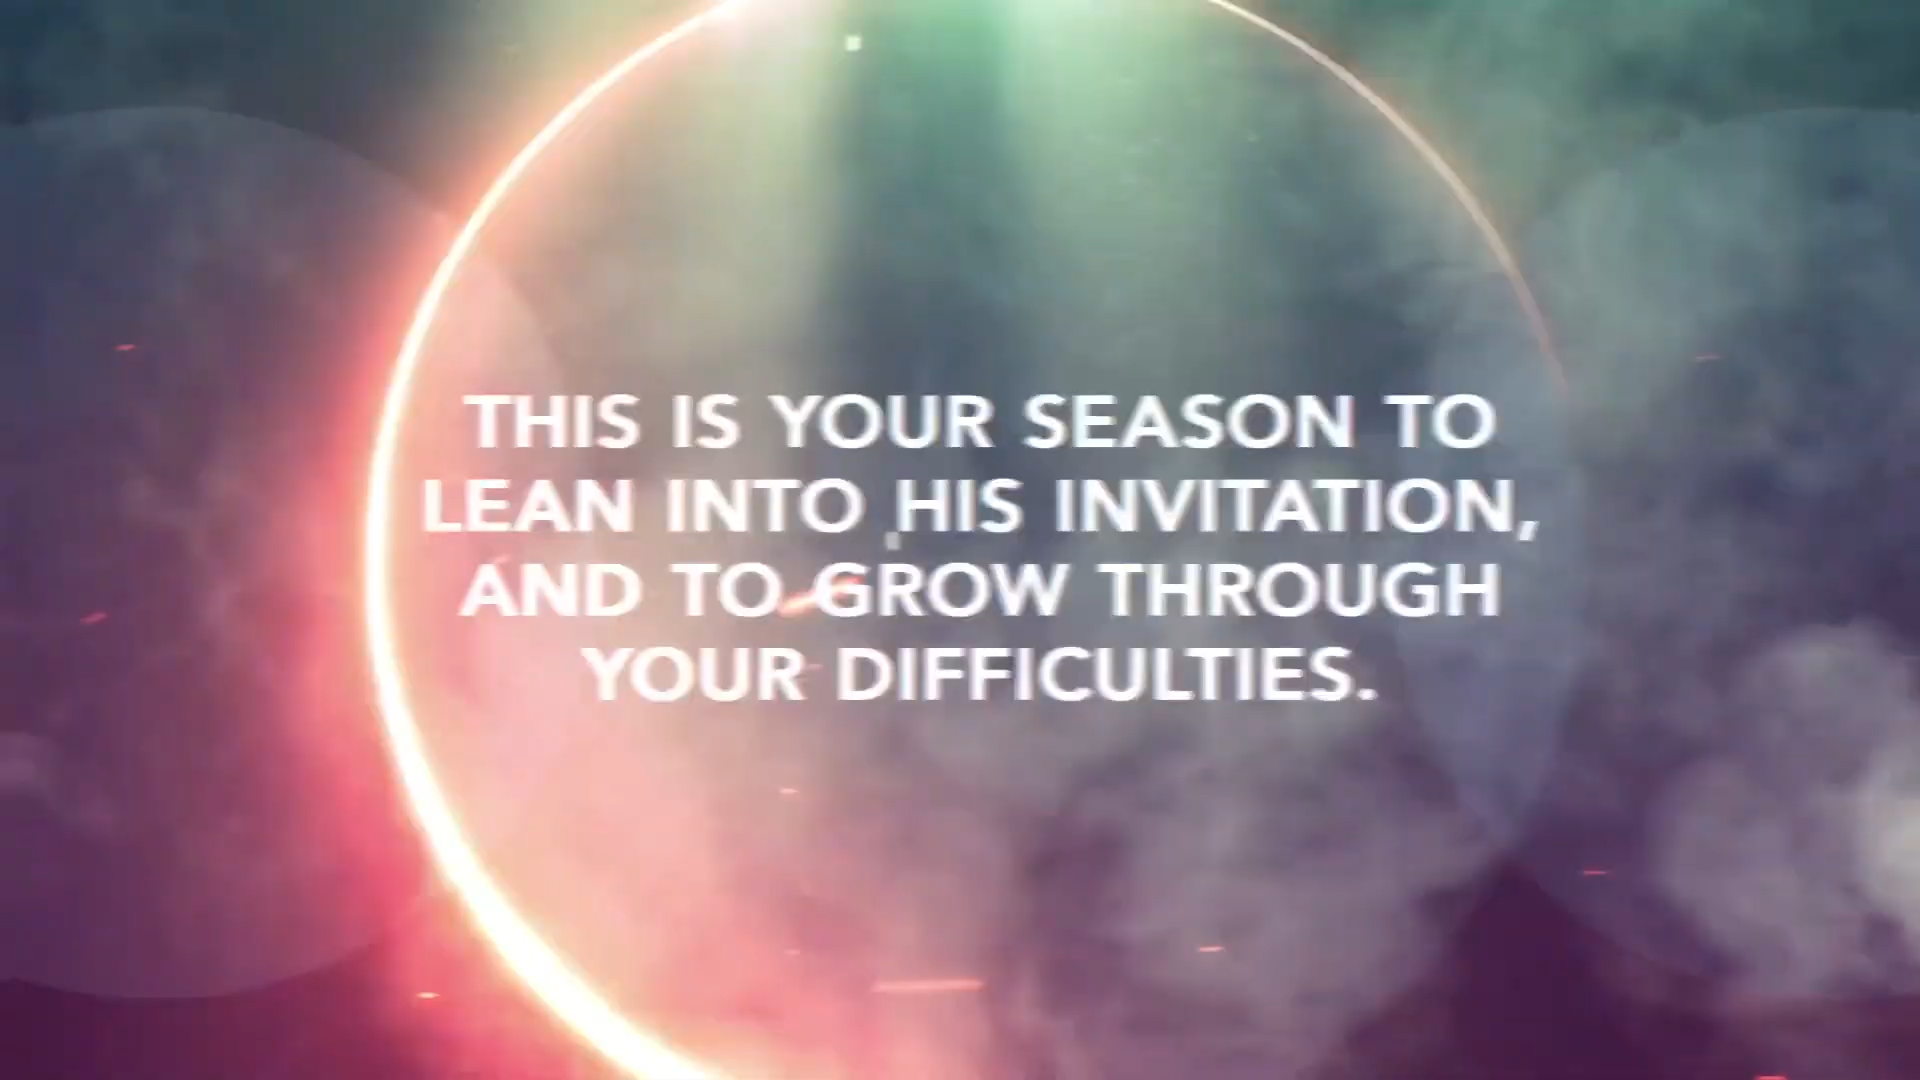 THIS IS YOUR SEASON TO
LEAN INTO HIS INVITATION,
AND TO GROW THROUGH
YOUR DIFFICULTIES.